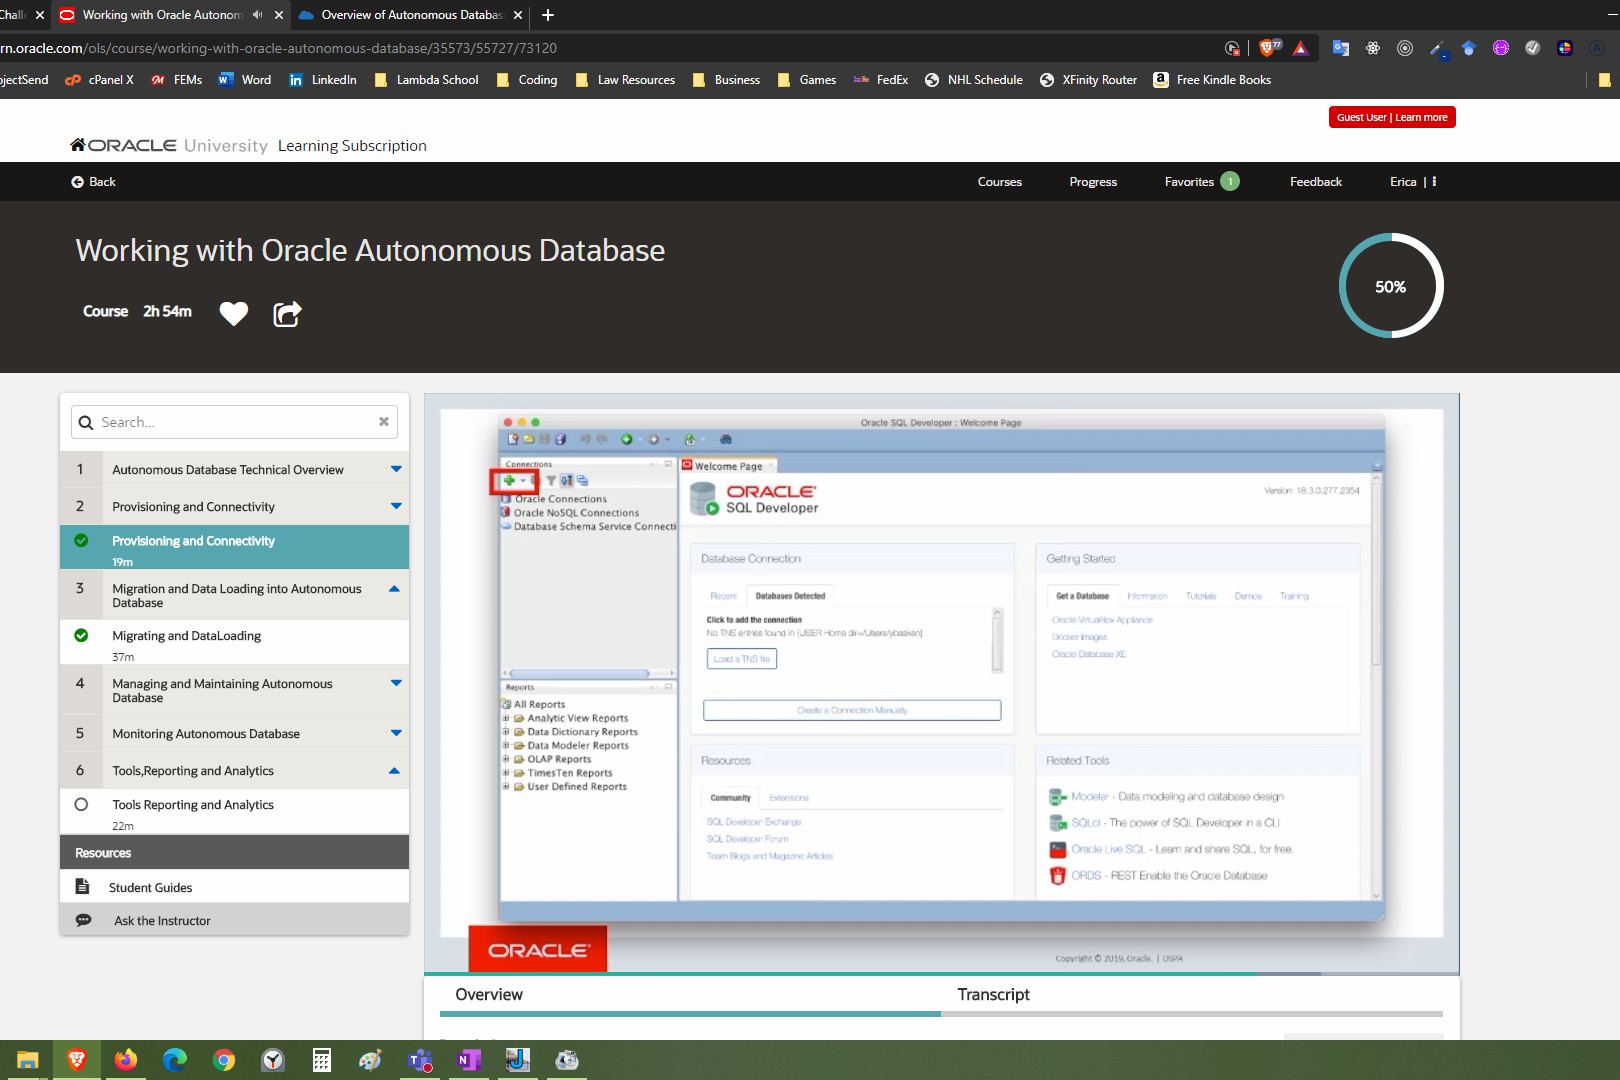 Chall
Working with Oracle Autonom
Overview of Autonomous Databas
rn.oracle.com/ols/course/working-with-oracle-autonomous-database/35573/55727/73120
77
ojectSend
cPanel X
FEMs
Word
LinkedIn
Lambda School
Coding
Law Resources
Business
Games
FedEx
NHL Schedule
XFinity Router
Free Kindle Books
Guest User | Learn more
ORACLE University Learning Subscription
Back
Courses
Progress
Favorites 1
Feedback
Erica |
Working with Oracle Autonomous Database
50%
Course 2h 54m
Search...
1 Autonomous Database Technical Overview
2 Provisioning and Connectivity
Provisioning and Connectivity
19m
3 Migration and Data Loading into Autonomous
Database
Migrating and DataLoading
37m
4 Managing and Maintaining Autonomous
Database
5 Monitoring Autonomous Database
6 Tools,Reporting and Analytics
Tools Reporting and Analytics
22m
Resources
Student Guides
Ask the Instructor
Oracle SQL Developer : Welcome Page
Connections
Oracle Connections
Oracle NoSQL Connections
Database Schema Service Connecti
Reports
All Reports
Analytic View Reports
Data Dictionary Reports
Data Modeler Reports
OLAP Reports
TimesTen Reports
User Defined Reports
Welcome Page
ORACLE
SQL Developer
Version: 18.3.0.277.2354
Database Connection
Recent
Databases Detected
Click to add the connection
No TNS entries found in [USER Home dir=/Users/ybaskan]
Load a TNS file
Create a Connection Manually
Getting Started
Get a Database
Information
Tutorials
Demos
Training
Oracle VirtualBox Appliance
Docker Images
Oracle Database XE
Resources
Community
Extensions
SQL Developer Exchange
SQL Developer Forum
Team Blogs and Magazine Articles
Related Tools
Modeler - Data modeling and database design
SQLcl - The power of SQL Developer in a CLI
Oracle Live SQL - Learn and share SQL, for free.
ORDS - REST Enable the Oracle Database
ORACLE
Copyright © 2019, Oracle. | DSPA
Overview
Transcript